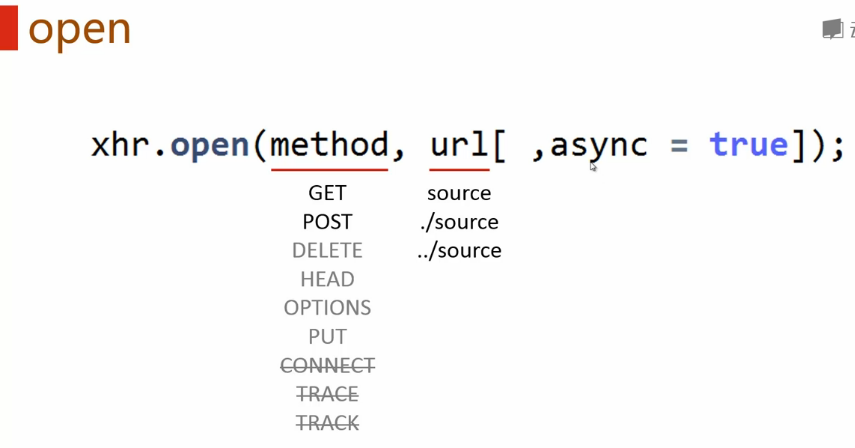 open
xhr.open(method, url[ ,async = true]);
GET source
POST ./source
DELETE ../source
HEAD
OPTIONS
PUT
CONNECT
TRACE
TRACK